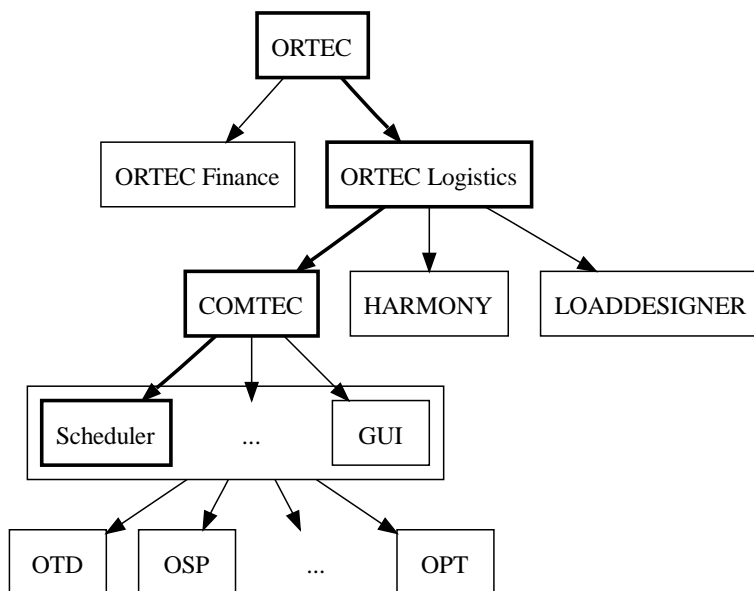 ORTEC
ORTEC Finance
ORTEC Logistics
COMTEC
HARMONY
LOADDESIGNER
Scheduler
...
GUI
OTD
OSP
...
OPT